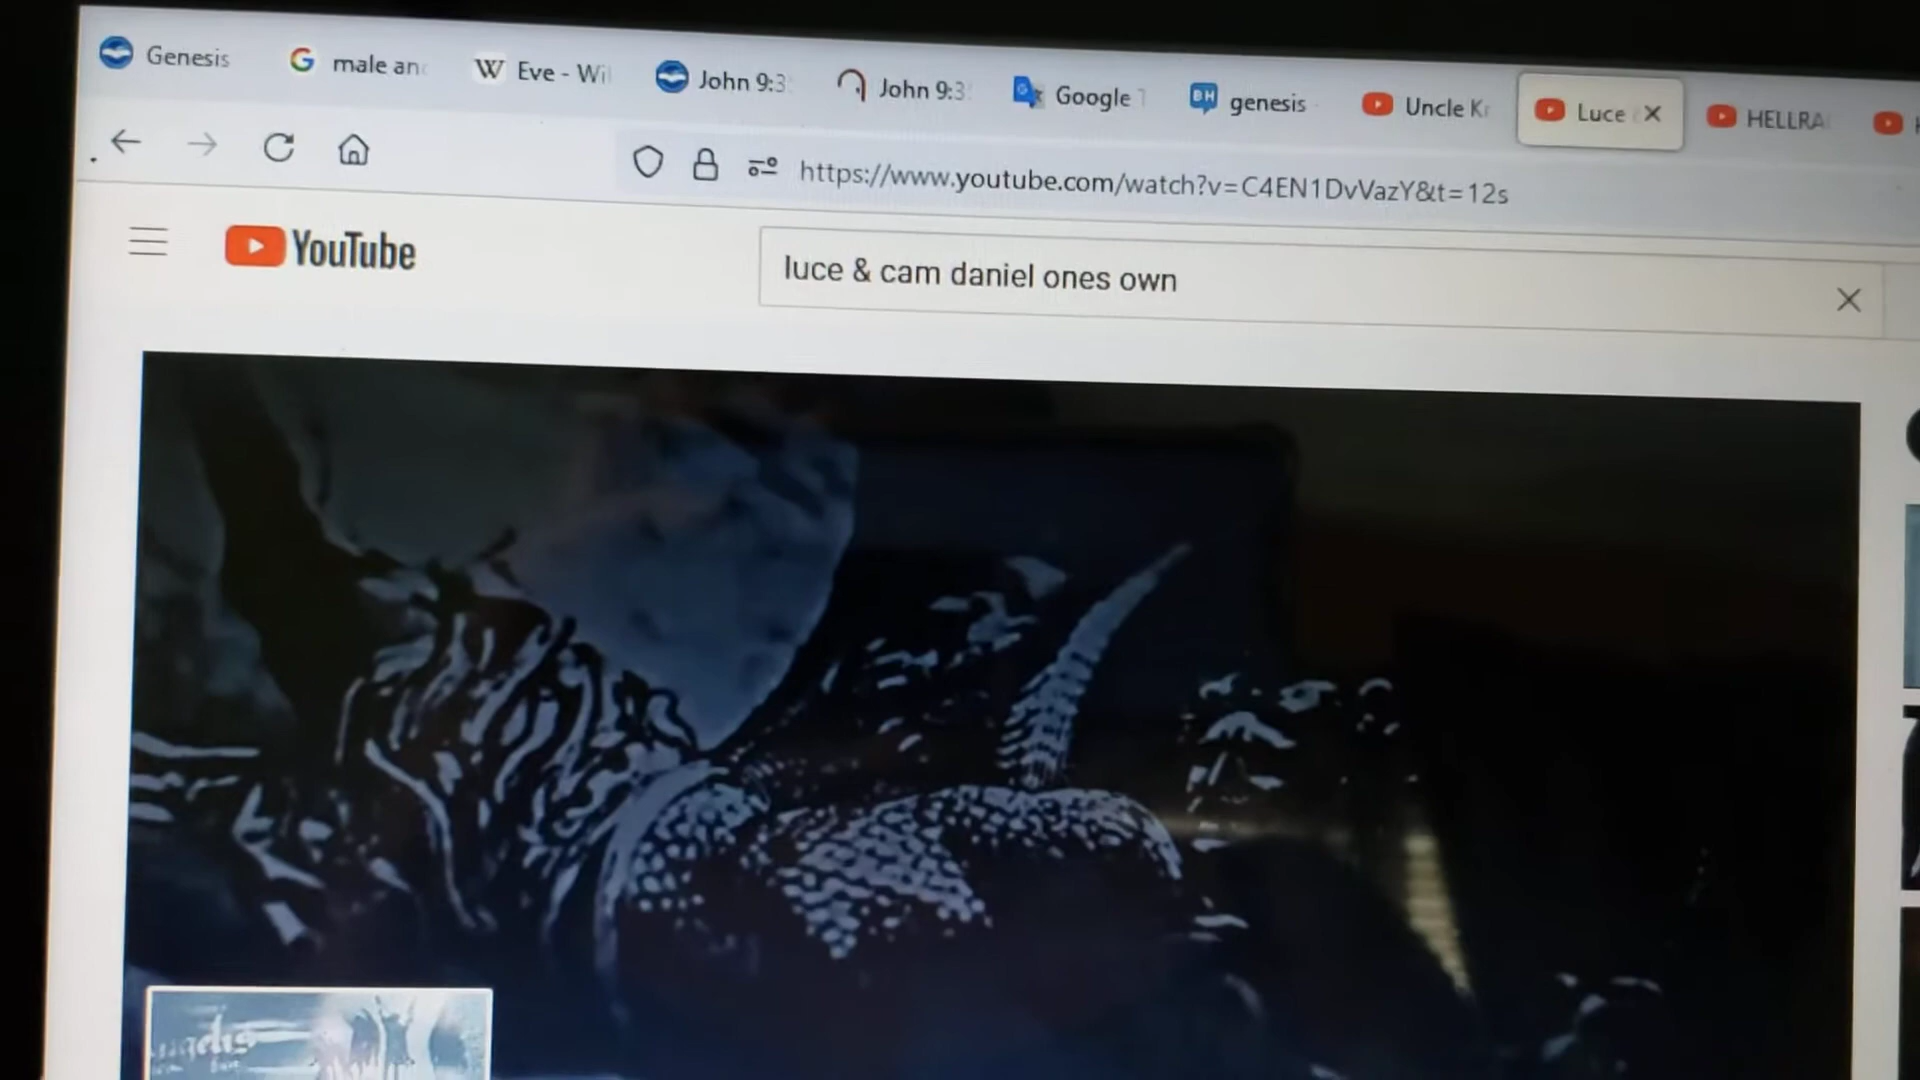 Genesis
male an
Eve - Wi
John 9:3
John 9:3
Google
genesis
Uncle K
Luce
HELLRA
https://www.youtube.com/watch?v=C4EN1DvVazY&t=12s
YouTube
luce & cam daniel ones own